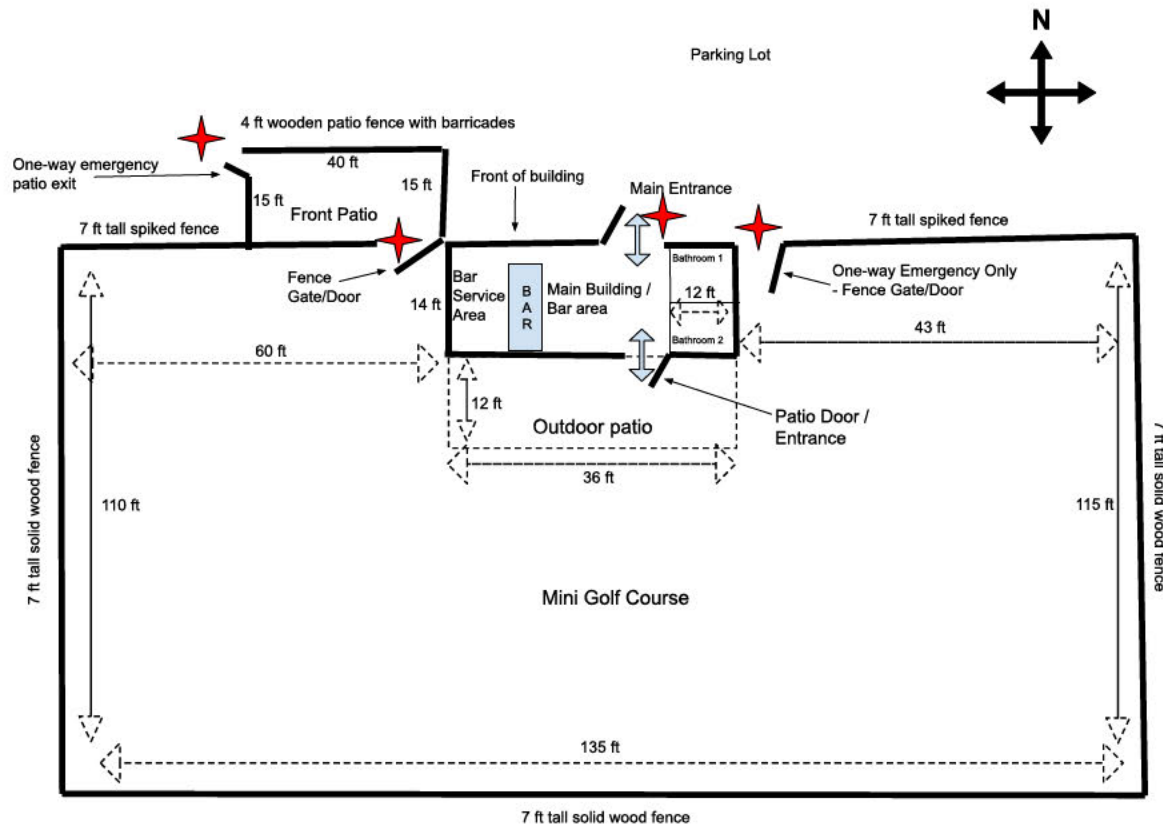 N
Parking Lot
4 ft wooden patio fence with barricades
One-way emergency
patio exit
40 ft
15 ft
15 ft
Front Patio
Front of building
Main Entrance
7 ft tall spiked fence
7 ft tall spiked fence
Fence
Gate/Door
Bar
Service
Area
B
A
R
Main Building /
Bar area
Bathroom 1
12 ft
Bathroom 2
One-way Emergency Only
- Fence Gate/Door
14 ft
60 ft
43 ft
12 ft
Outdoor patio
Patio Door /
Entrance
36 ft
7 ft tall solid wood fence
110 ft
115 ft
7 ft tall solid wood fence
Mini Golf Course
135 ft
7 ft tall solid wood fence